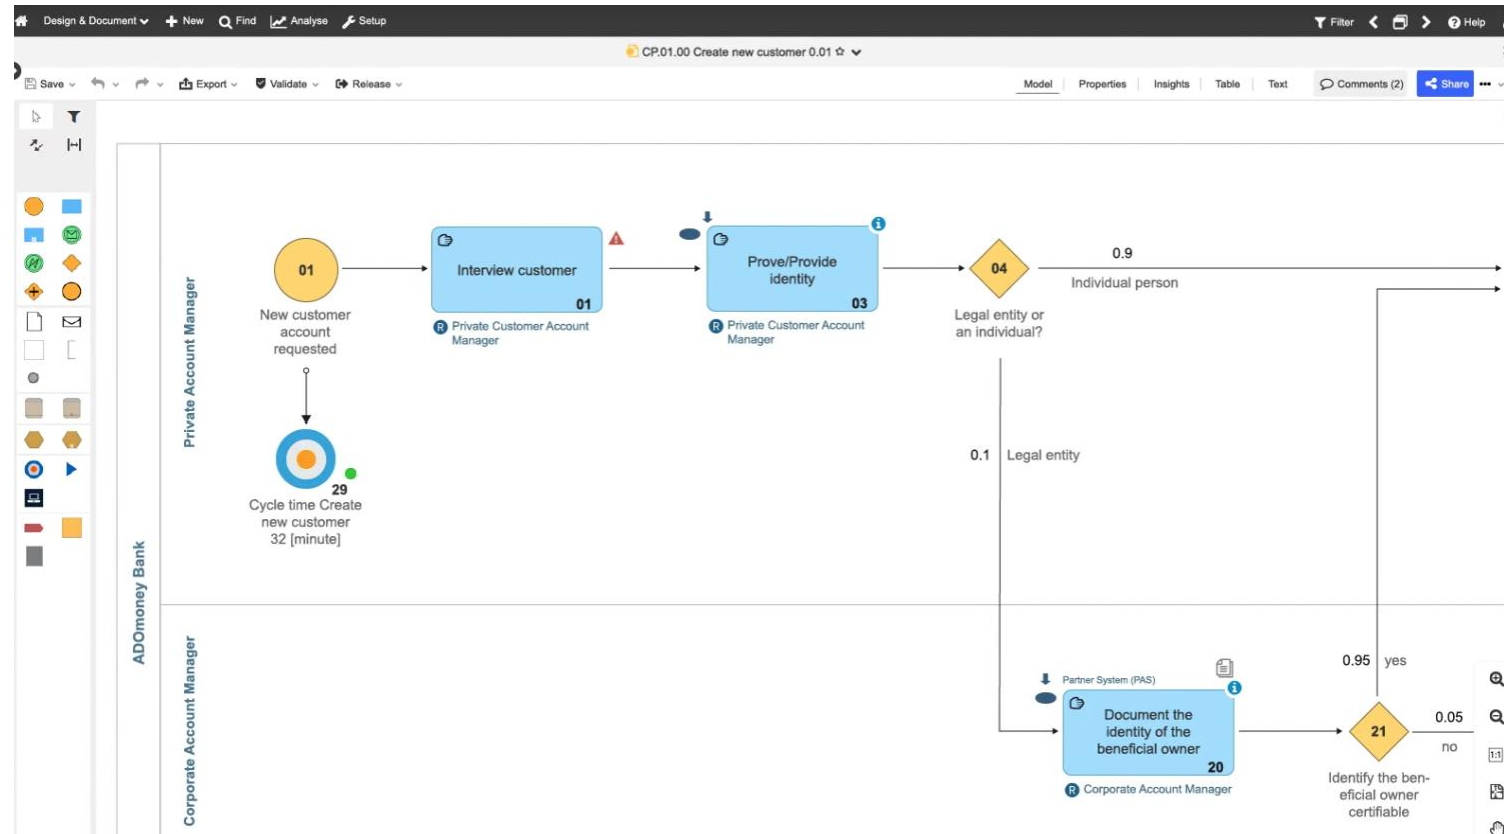 Design & Document
New
Find
Analyse
Setup
Filter
Help
CP.01.00 Create new customer 0.01
Save
Export
Validate
Release
Model
Properties
Insights
Table
Text
Comments (2)
Share
ADOmoney Bank
Private Account Manager
01
New customer
account
requested
29
Cycle time Create
new customer
32 [minute]
Interview customer
01
R Private Customer Account
Manager
Prove/Provide
identity
03
R Private Customer Account
Manager
04
Legal entity or
an individual?
0.9
Individual person
0.1 Legal entity
Corporate Account Manager
Partner System (PAS)
Document the
identity of the
beneficial owner
20
R Corporate Account Manager
0.95 yes
21
Identify the ben-
eficial owner
certifiable
0.05
no
1:1